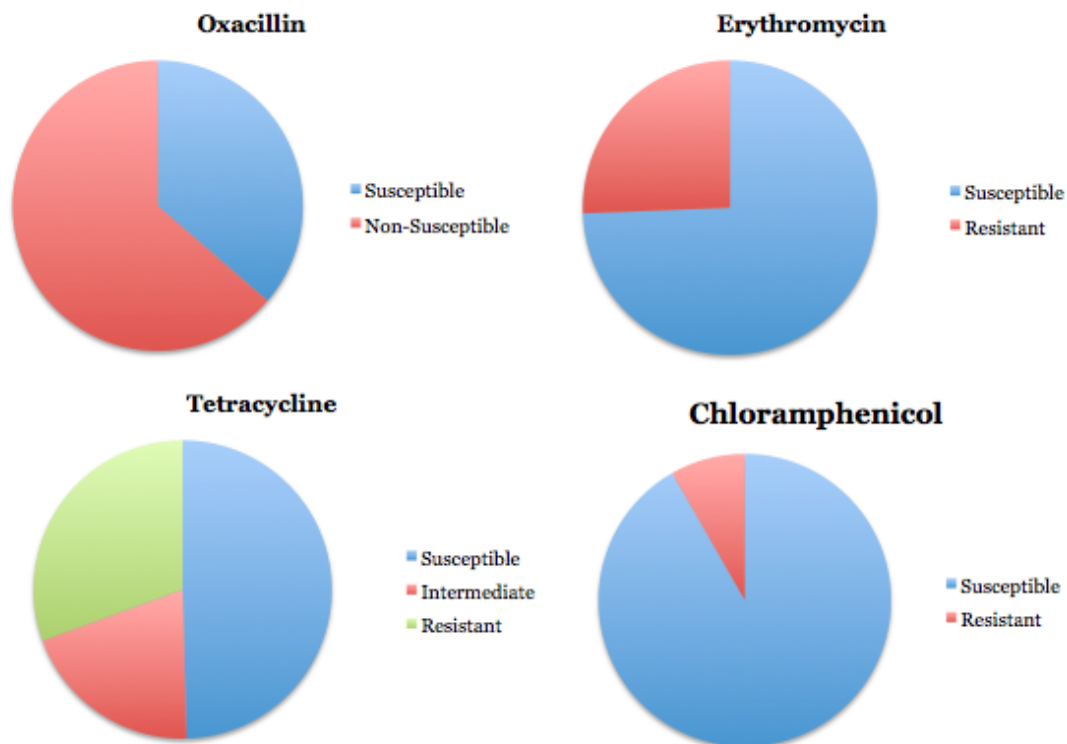 Oxacillin
Susceptible
Non-Susceptible
Erythromycin
Susceptible
Resistant
Tetracycline
Susceptible
Intermediate
Resistant
Chloramphenicol
Susceptible
Resistant